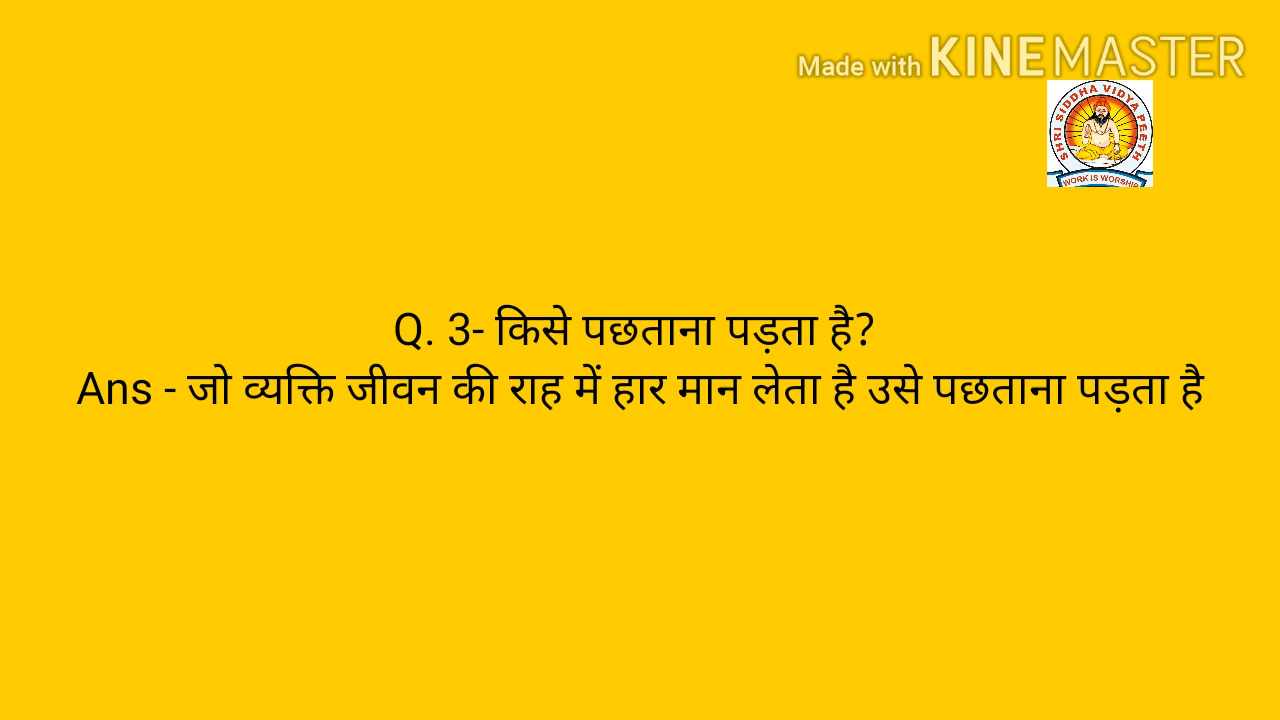 Made with KINEMASTER
SHRI SIDDHA VIDYA PEETH
WORK IS WORSHIP
Q. 3- किसे पछताना पड़ता है?
Ans - जो व्यक्ति जीवन की राह में हार मान लेता है उसे पछताना पड़ता है